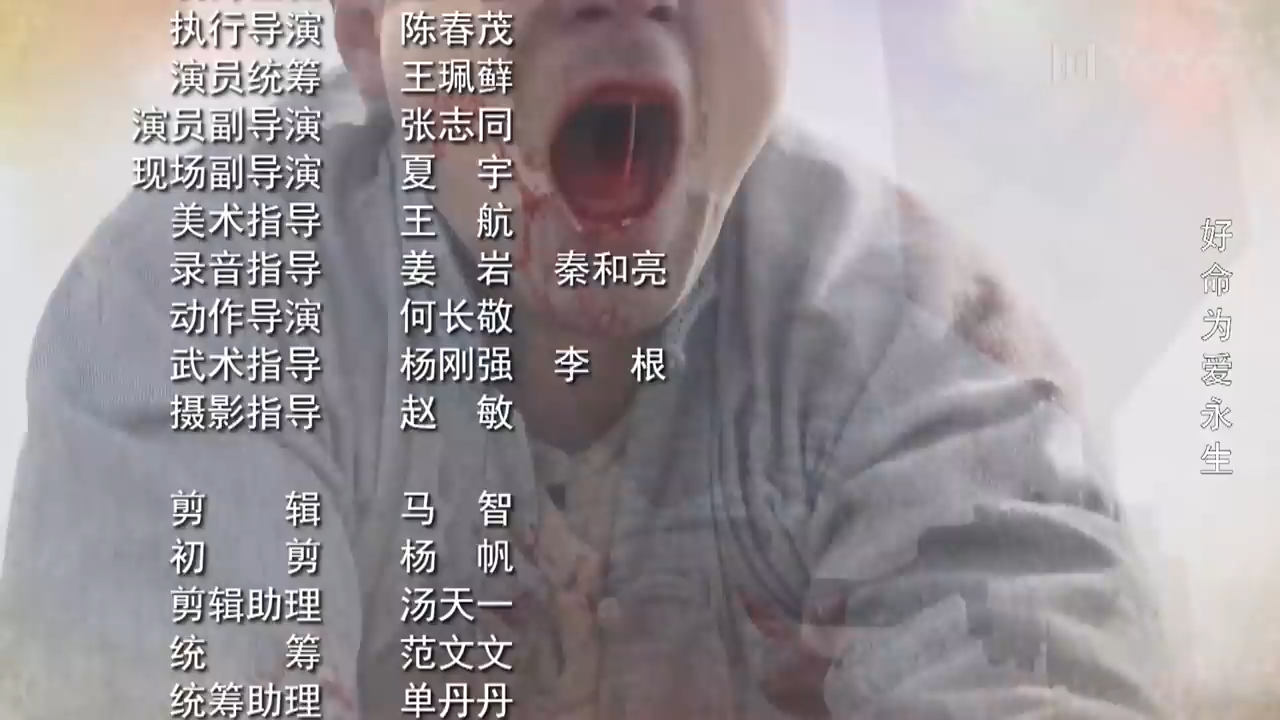 执行导演 陈春茂
演员统筹 王珮藓
演员副导演 张志同
现场副导演 夏宇
美术指导 王航
录音指导 姜岩 秦和亮
动作导演 何长敬
武术指导 杨刚强 李根
摄影指导 赵敏
剪辑 马智
初剪 杨帆
剪辑助理 汤天一
统筹 范文文
统筹助理 单丹丹
好命为爱永生